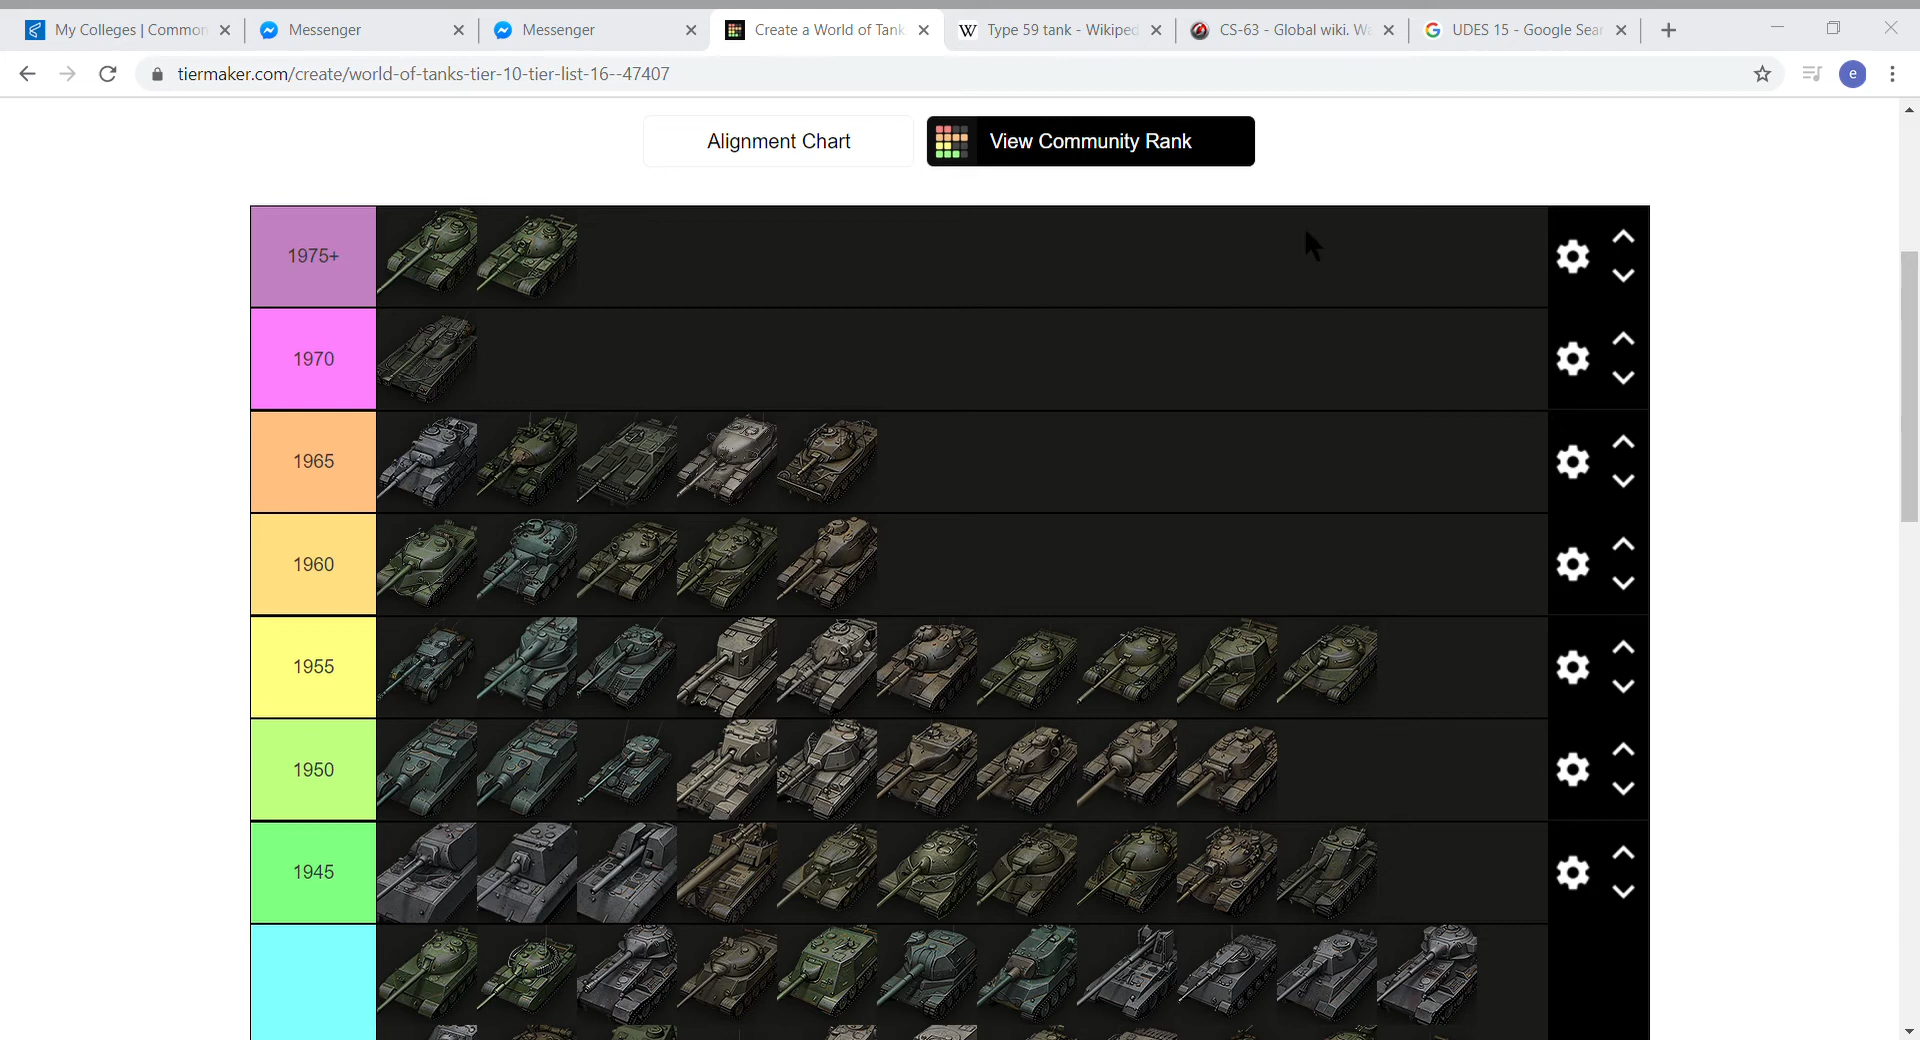 My Colleges | Common
Messenger
Messenger
Create a World of Tank
Type 59 tank - Wikiped
CS-63 - Global wiki. Wa
UDES 15 - Google Sear
tiermaker.com/create/world-of-tanks-tier-10-tier-list-16--47407
e
Alignment Chart
View Community Rank
1975+
1970
1965
1960
1955
1950
1945